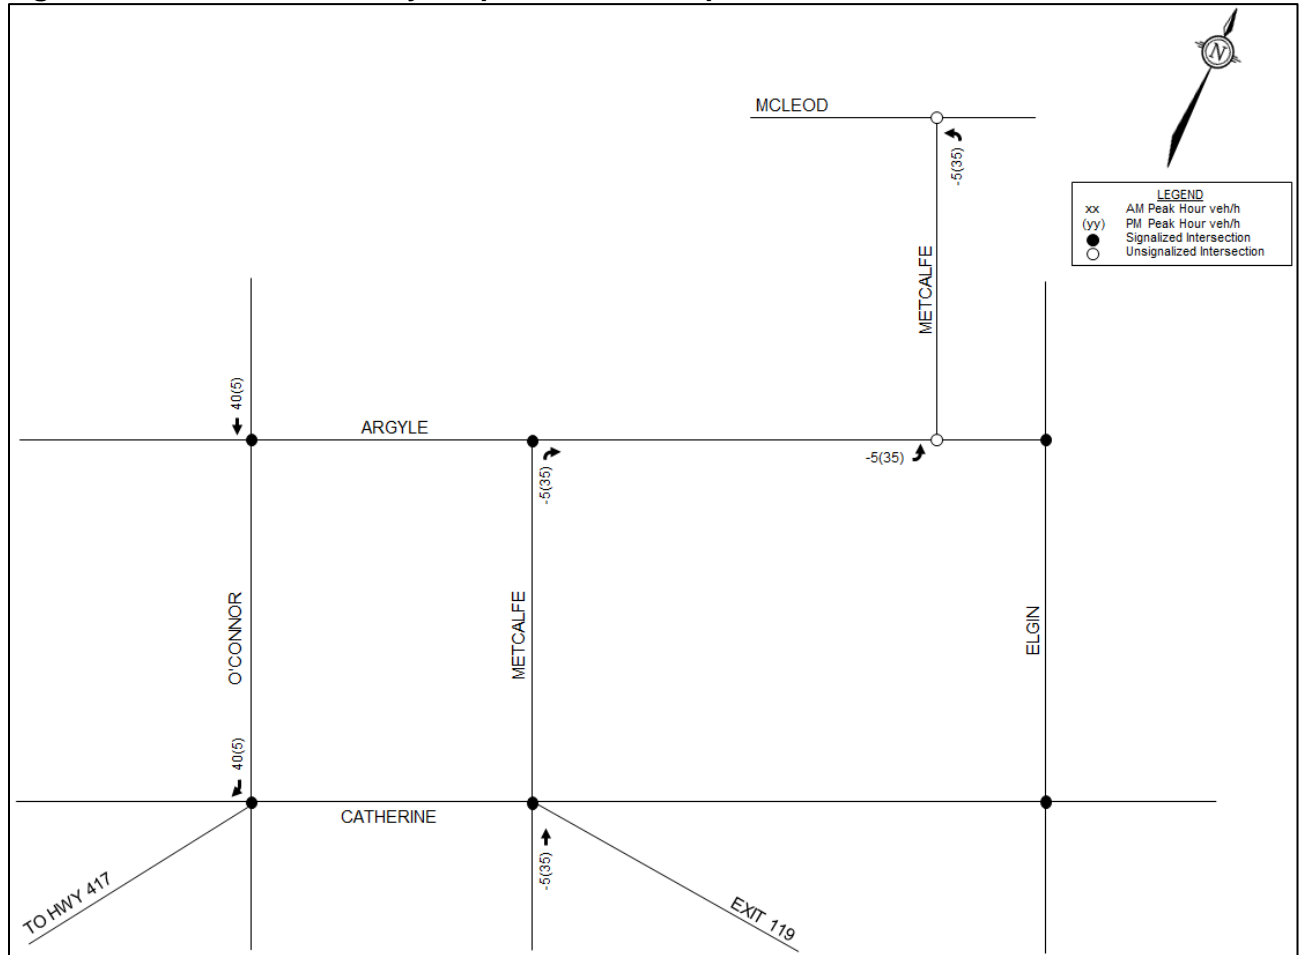 N
MCLEOD
-5(35)
LEGEND
xx AM Peak Hour veh/h
(yy) PM Peak Hour veh/h
Signalized Intersection
Unsignalized Intersection
METCALFE
40(5)
ARGYLE
-5(35)
-5(35)
O'CONNOR
METCALFE
ELGIN
40(5)
CATHERINE
-5(35)
TO HWY 417
EXIT 119